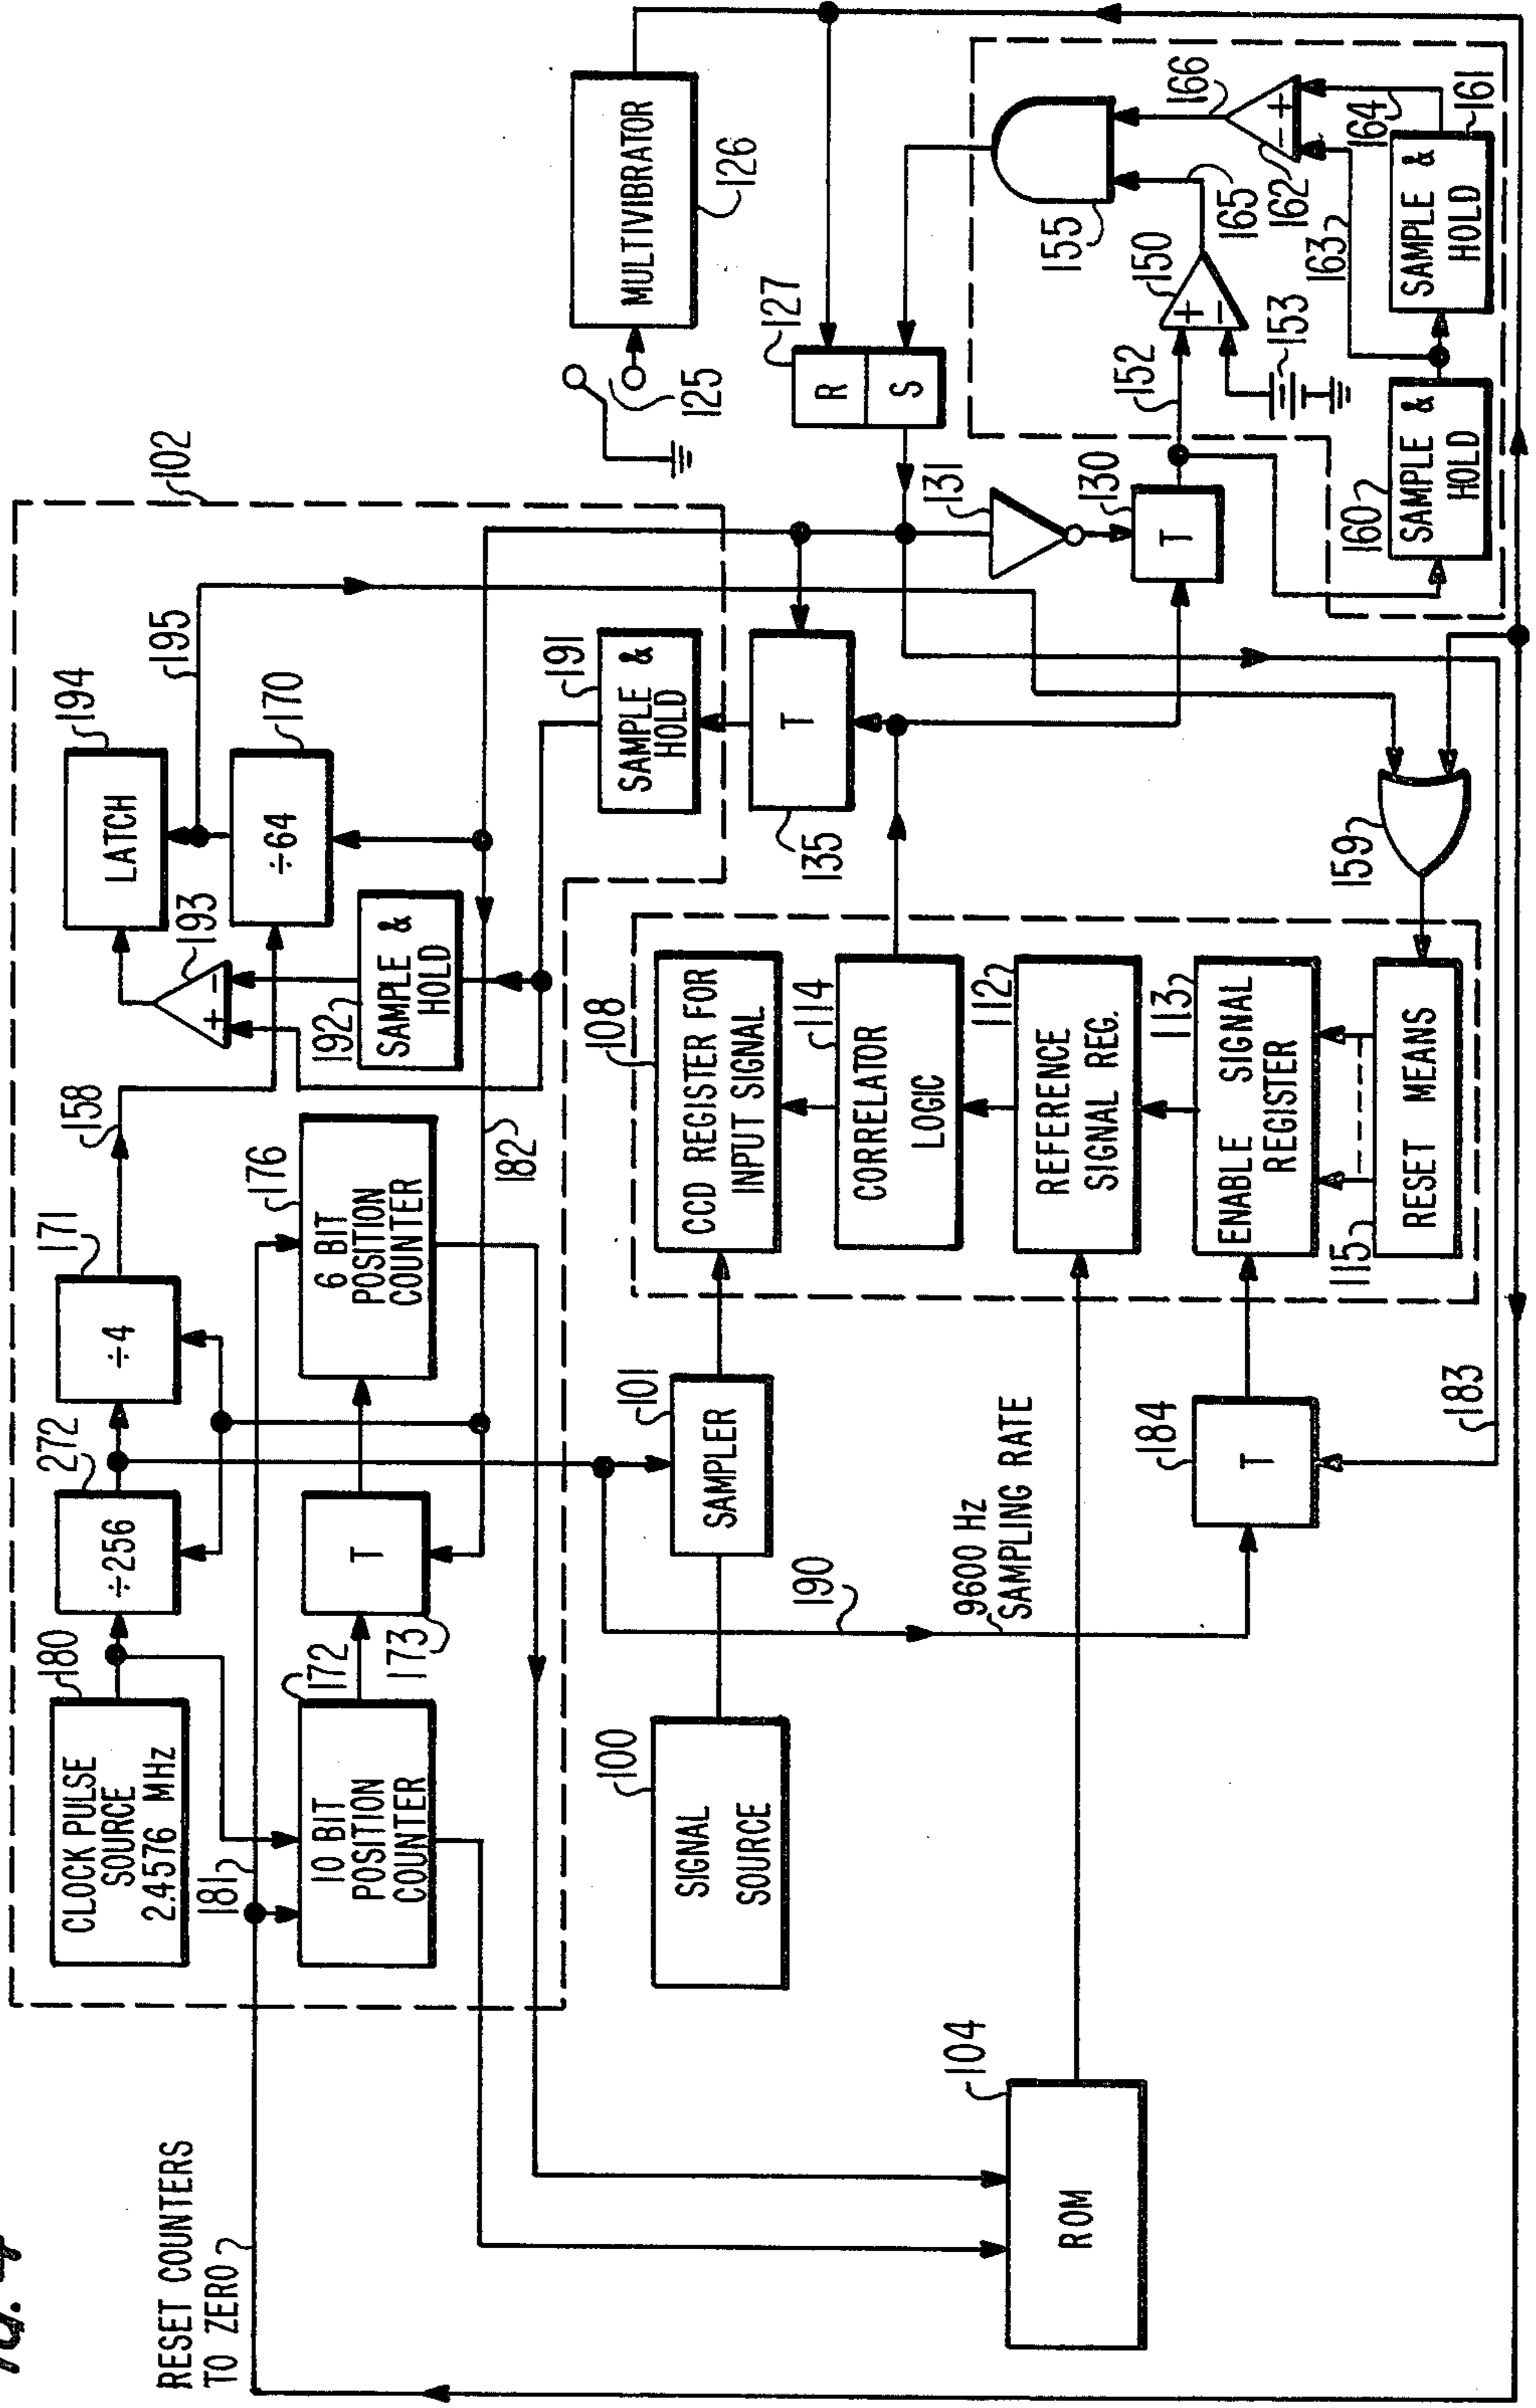 RESET COUNTERS
TO ZERO
CLOCK PULSE
SOURCE
2.4576 MHz
180
÷256
272
÷4
171
158
LATCH
194
195
102
181
10 BIT
POSITION
COUNTER
172
T
173
6 BIT
POSITION
COUNTER
176
193
+
−
÷64
170
192
SAMPLE &
HOLD
182
191
SAMPLE &
HOLD
125
MULTIVIBRATOR
126
SIGNAL
SOURCE
100
SAMPLER
101
CCD REGISTER FOR
INPUT SIGNAL
108
T
135
127
R
S
190
CORRELATOR
LOGIC
114
131
155
9600 Hz
SAMPLING RATE
REFERENCE
SIGNAL REG.
112
T
130
152
150
+
−
153
165
166
ROM
104
T
184
ENABLE SIGNAL
REGISTER
113
162
−
+
163
164
RESET MEANS
115
159
SAMPLE &
HOLD
160
SAMPLE &
HOLD
161
183